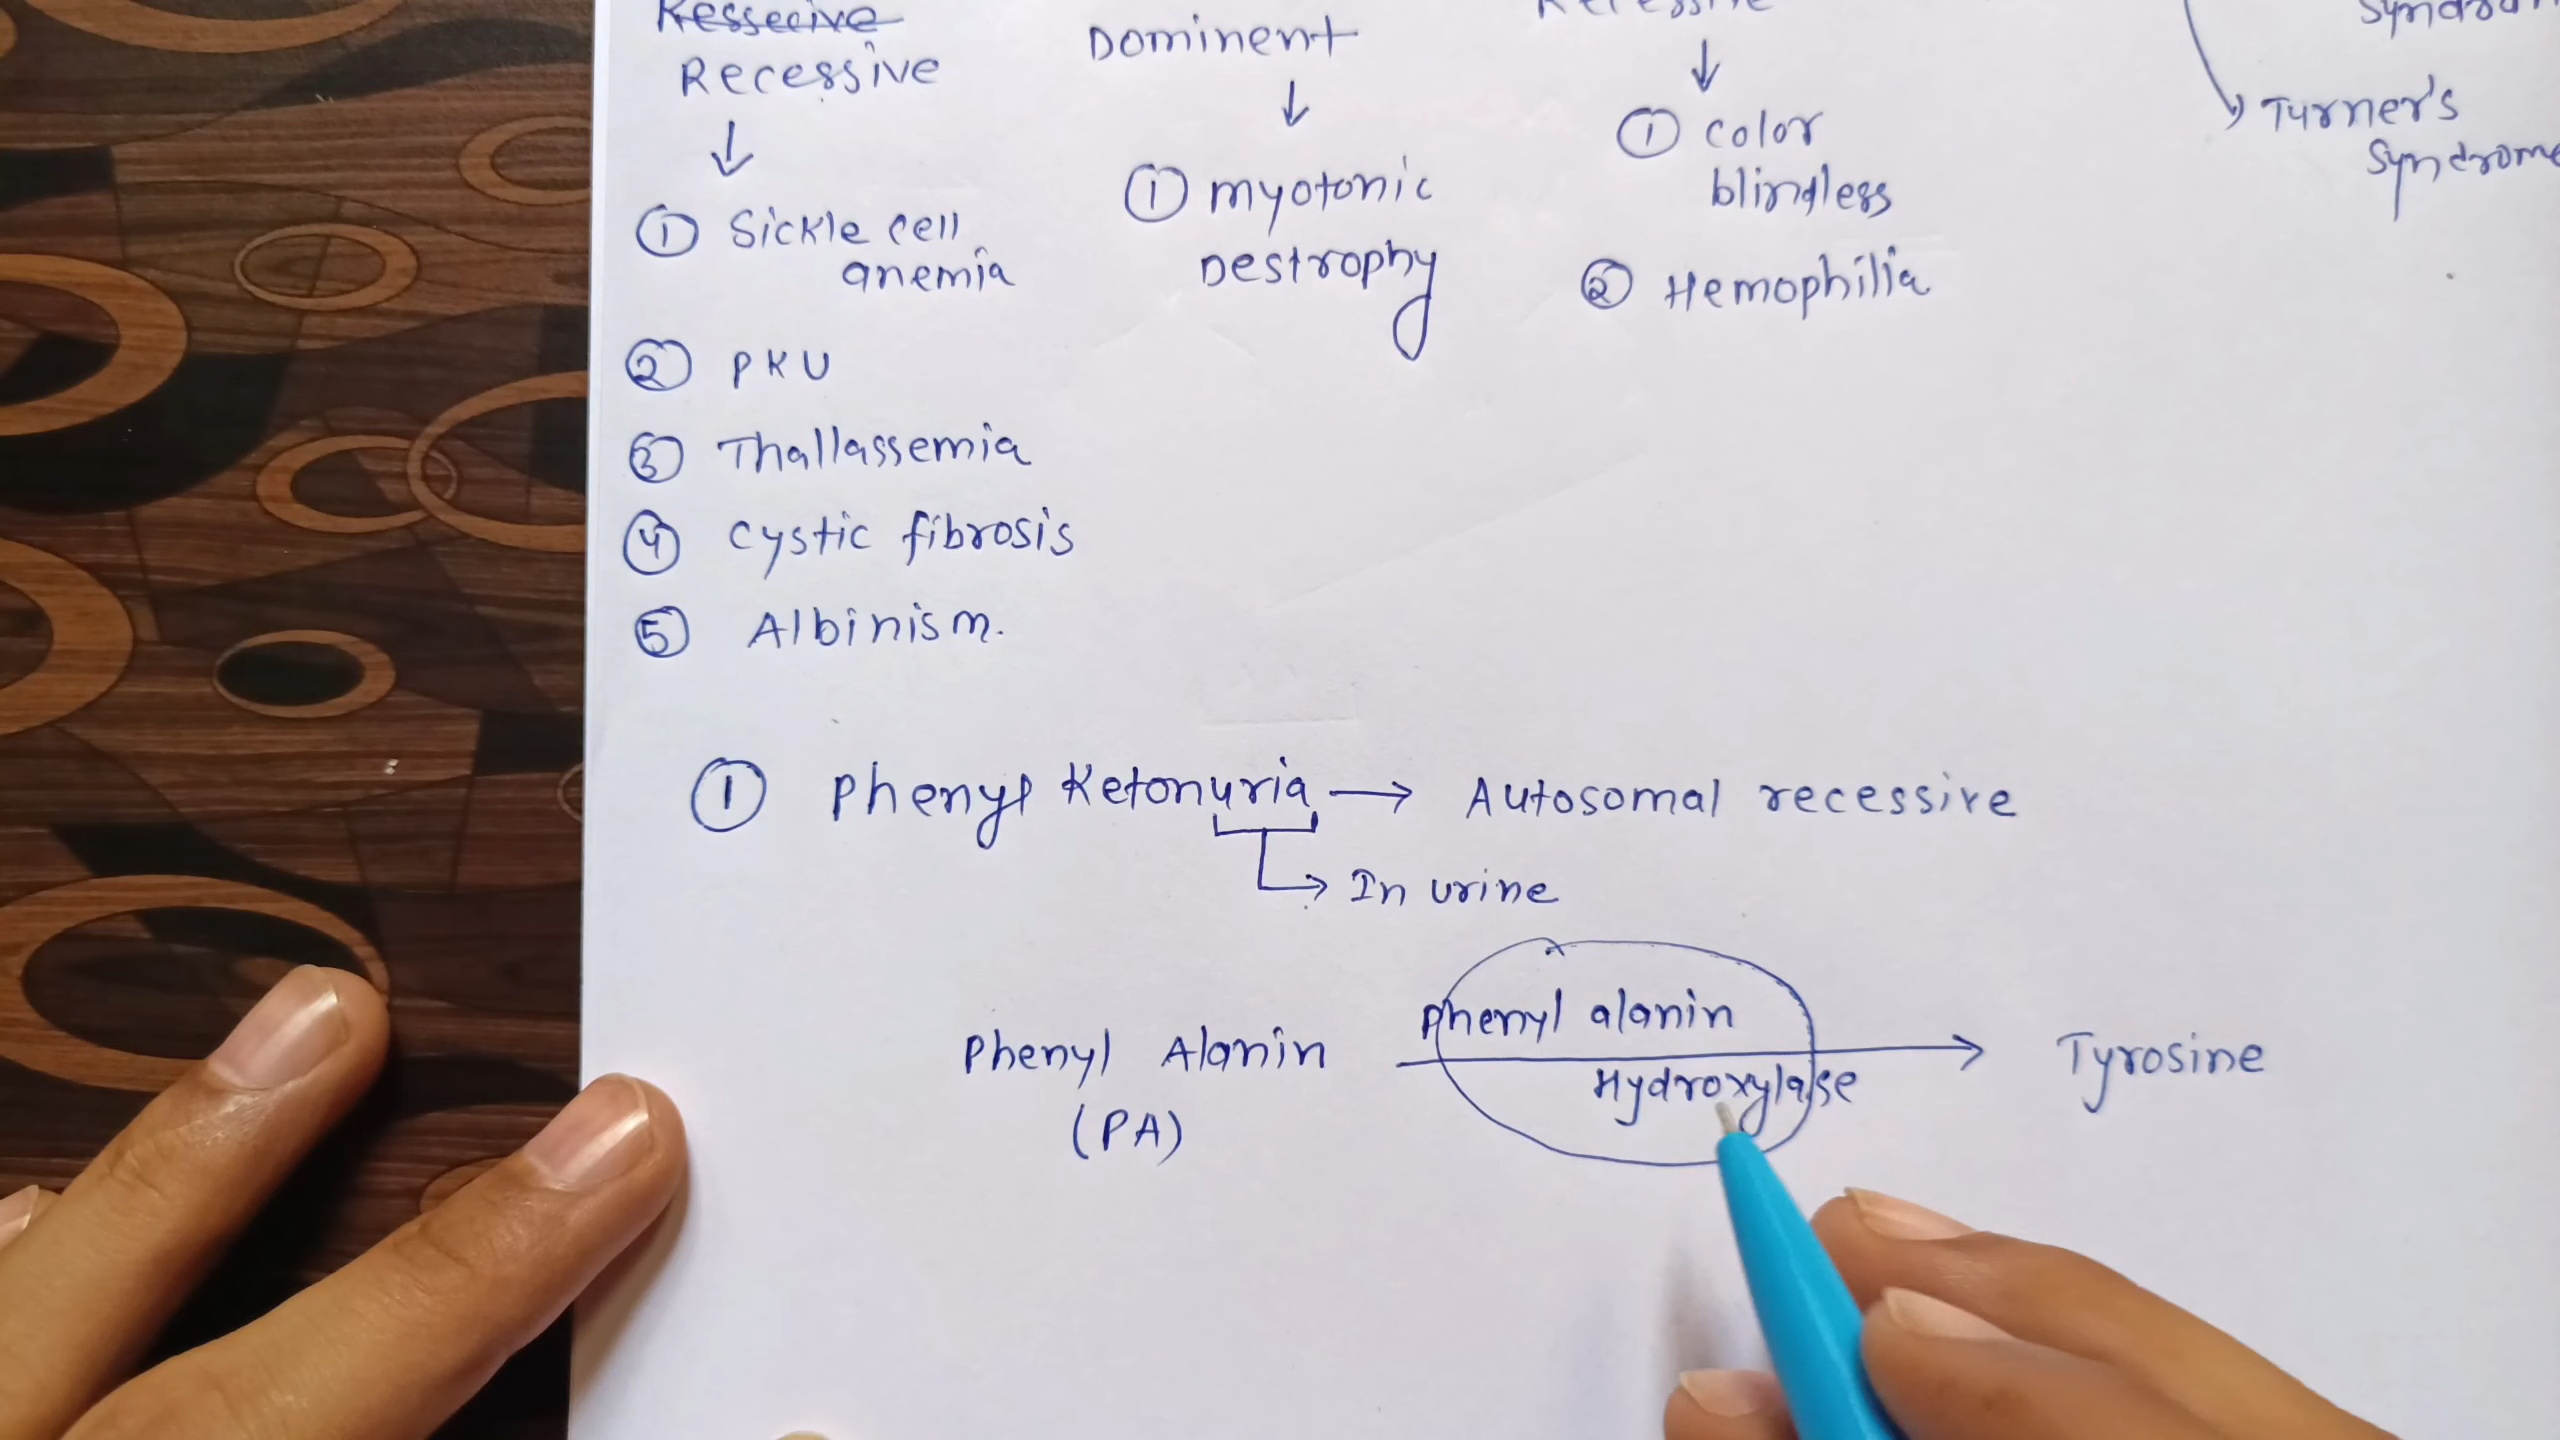 Ressecive
Recessive
① Sickle cell
anemia
② PKU
③ Thallassemia
④ Cystic fibrosis
⑤ Albinism.
Dominent
① myotonic
Destrophy
Recessive
① color
blindless
② Hemophilia
Turner's
Syndrome
① Phenyl Ketonuria → Autosomal recessive
In urine
Phenyl Alanin
(PA)
Phenyl alanin
Hydroxylase
Tyrosine